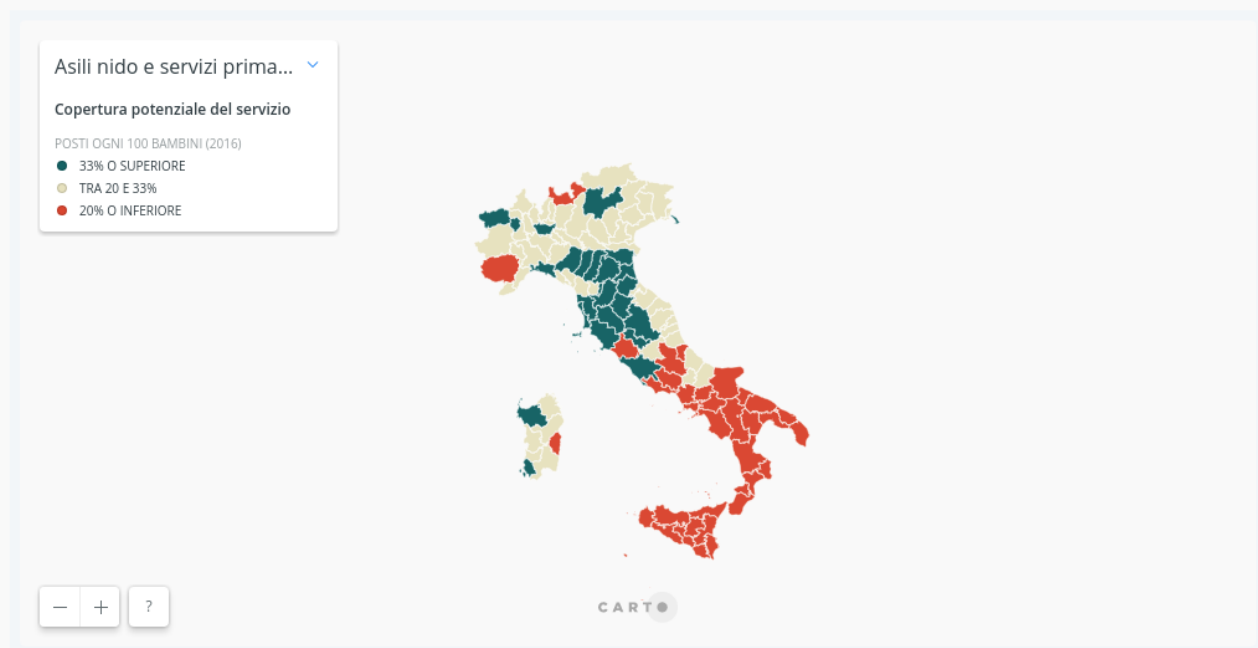 Asili nido e servizi prima...
Copertura potenziale del servizio
POSTI OGNI 100 BAMBINI (2016)
33% O SUPERIORE
TRA 20 E 33%
20% O INFERIORE
− + ?
CARTO